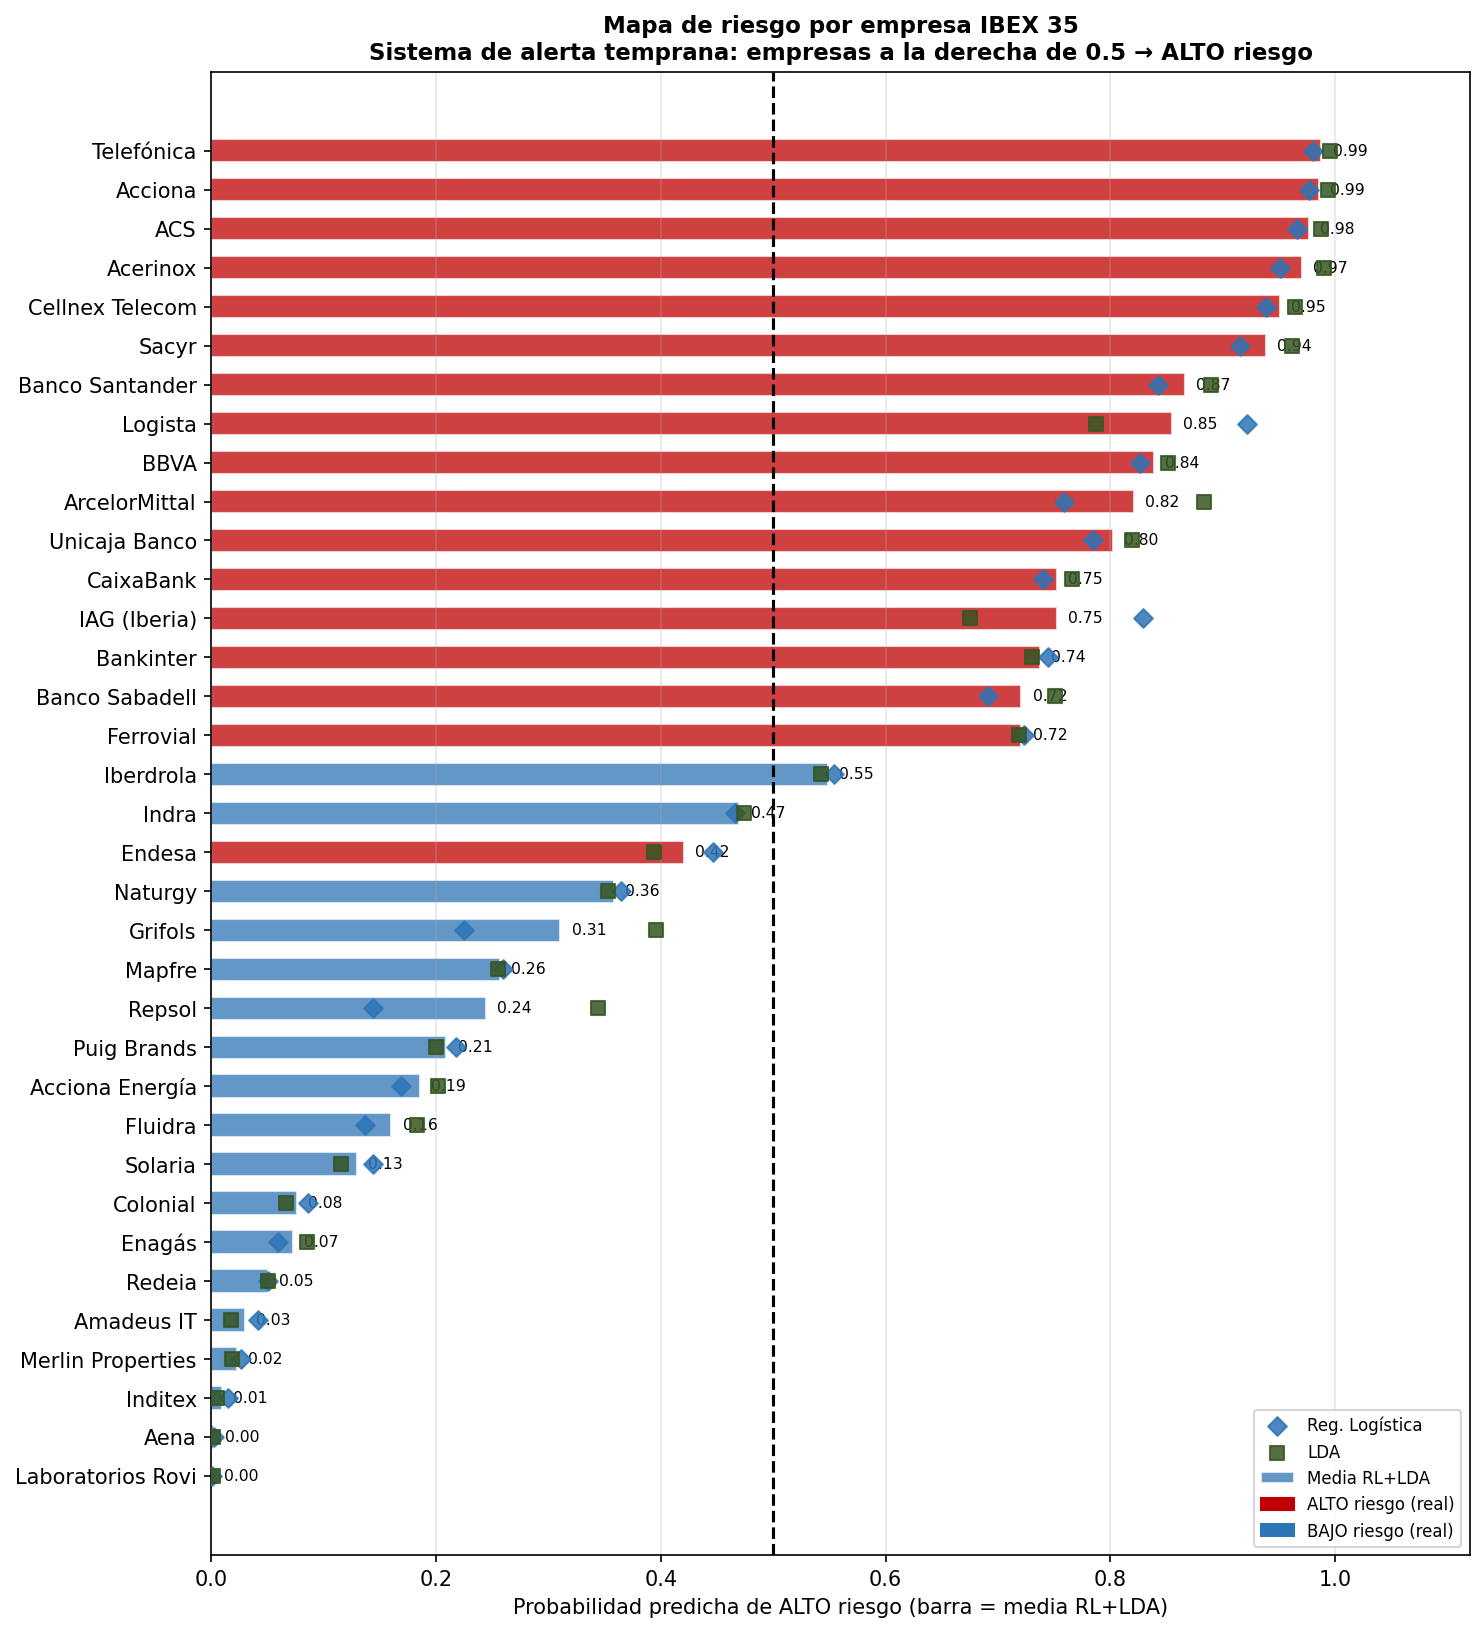 Mapa de riesgo por empresa IBEX 35
Sistema de alerta temprana: empresas a la derecha de 0.5 → ALTO riesgo
Telefónica 0.99
Acciona 0.99
ACS 0.98
Acerinox 0.97
Cellnex Telecom 0.95
Sacyr 0.94
Banco Santander 0.87
Logista 0.85
BBVA 0.84
ArcelorMittal 0.82
Unicaja Banco 0.80
CaixaBank 0.75
IAG (Iberia) 0.75
Bankinter 0.74
Banco Sabadell 0.72
Ferrovial 0.72
Iberdrola 0.55
Indra 0.47
Endesa 0.42
Naturgy 0.36
Grifols 0.31
Mapfre 0.26
Repsol 0.24
Puig Brands 0.21
Acciona Energía 0.19
Fluidra 0.16
Solaria 0.13
Colonial 0.08
Enagás 0.07
Redeia 0.05
Amadeus IT 0.03
Merlin Properties 0.02
Inditex 0.01
Aena 0.00
Laboratorios Rovi 0.00
Reg. Logística
LDA
Media RL+LDA
ALTO riesgo (real)
BAJO riesgo (real)
0.0 0.2 0.4 0.6 0.8 1.0
Probabilidad predicha de ALTO riesgo (barra = media RL+LDA)